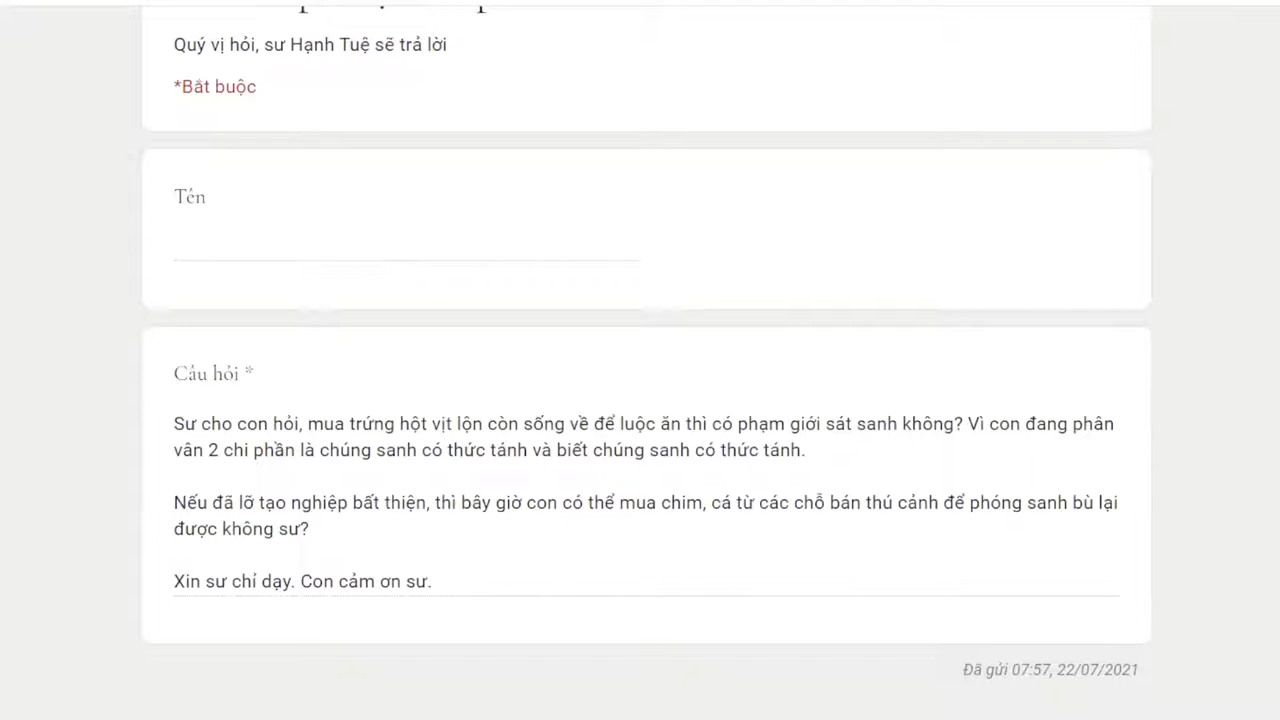 Quý vị hỏi, sư Hạnh Tuệ sẽ trả lời
*Bắt buộc
Tên
Câu hỏi *
Sư cho con hỏi, mua trứng hột vịt lộn còn sống về để luộc ăn thì có phạm giới sát sanh không? Vì con đang phân
vân 2 chi phần là chúng sanh có thức tánh và biết chúng sanh có thức tánh.
Nếu đã lỡ tạo nghiệp bất thiện, thì bây giờ con có thể mua chim, cá từ các chỗ bán thú cảnh để phóng sanh bù lại
được không sư?
Xin sư chỉ dạy. Con cảm ơn sư.
Đã gửi 07:57, 22/07/2021